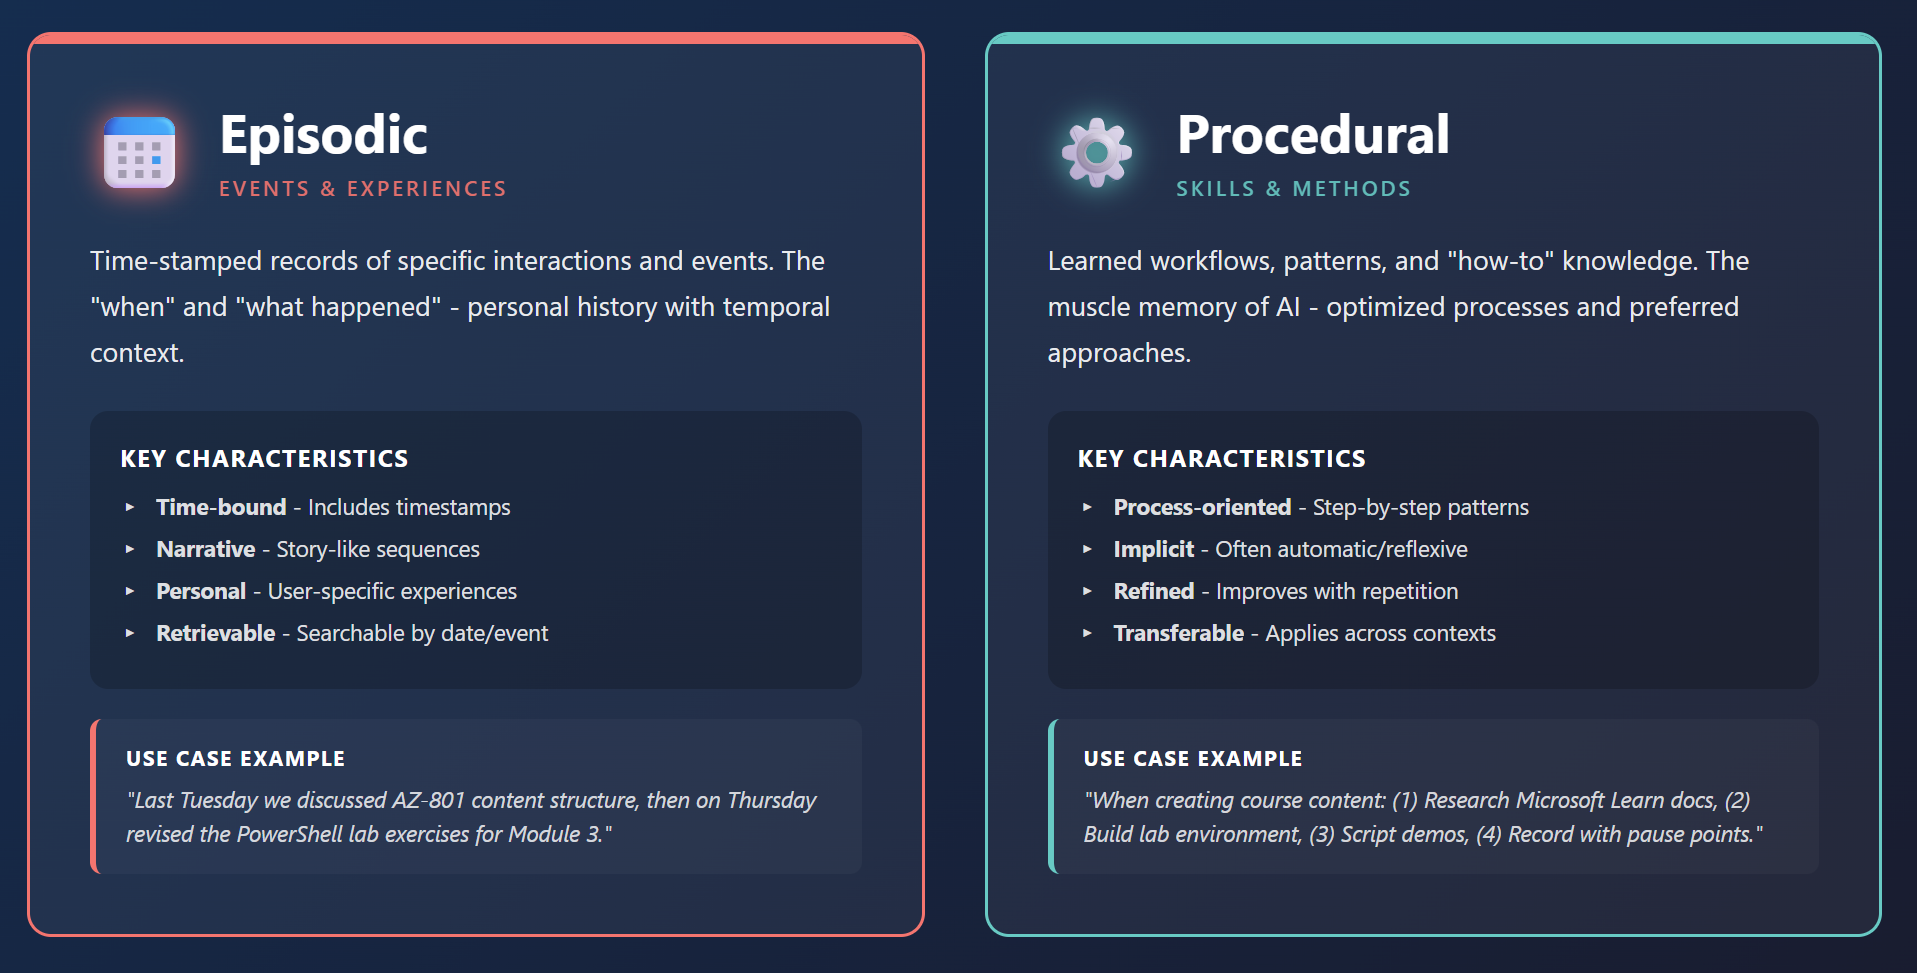 Episodic
EVENTS & EXPERIENCES
Time-stamped records of specific interactions and events. The
"when" and "what happened" - personal history with temporal
context.
KEY CHARACTERISTICS
▸ Time-bound - Includes timestamps
▸ Narrative - Story-like sequences
▸ Personal - User-specific experiences
▸ Retrievable - Searchable by date/event
USE CASE EXAMPLE
"Last Tuesday we discussed AZ-801 content structure, then on Thursday
revised the PowerShell lab exercises for Module 3."
Procedural
SKILLS & METHODS
Learned workflows, patterns, and "how-to" knowledge. The
muscle memory of AI - optimized processes and preferred
approaches.
KEY CHARACTERISTICS
▸ Process-oriented - Step-by-step patterns
▸ Implicit - Often automatic/reflexive
▸ Refined - Improves with repetition
▸ Transferable - Applies across contexts
USE CASE EXAMPLE
"When creating course content: (1) Research Microsoft Learn docs, (2)
Build lab environment, (3) Script demos, (4) Record with pause points."